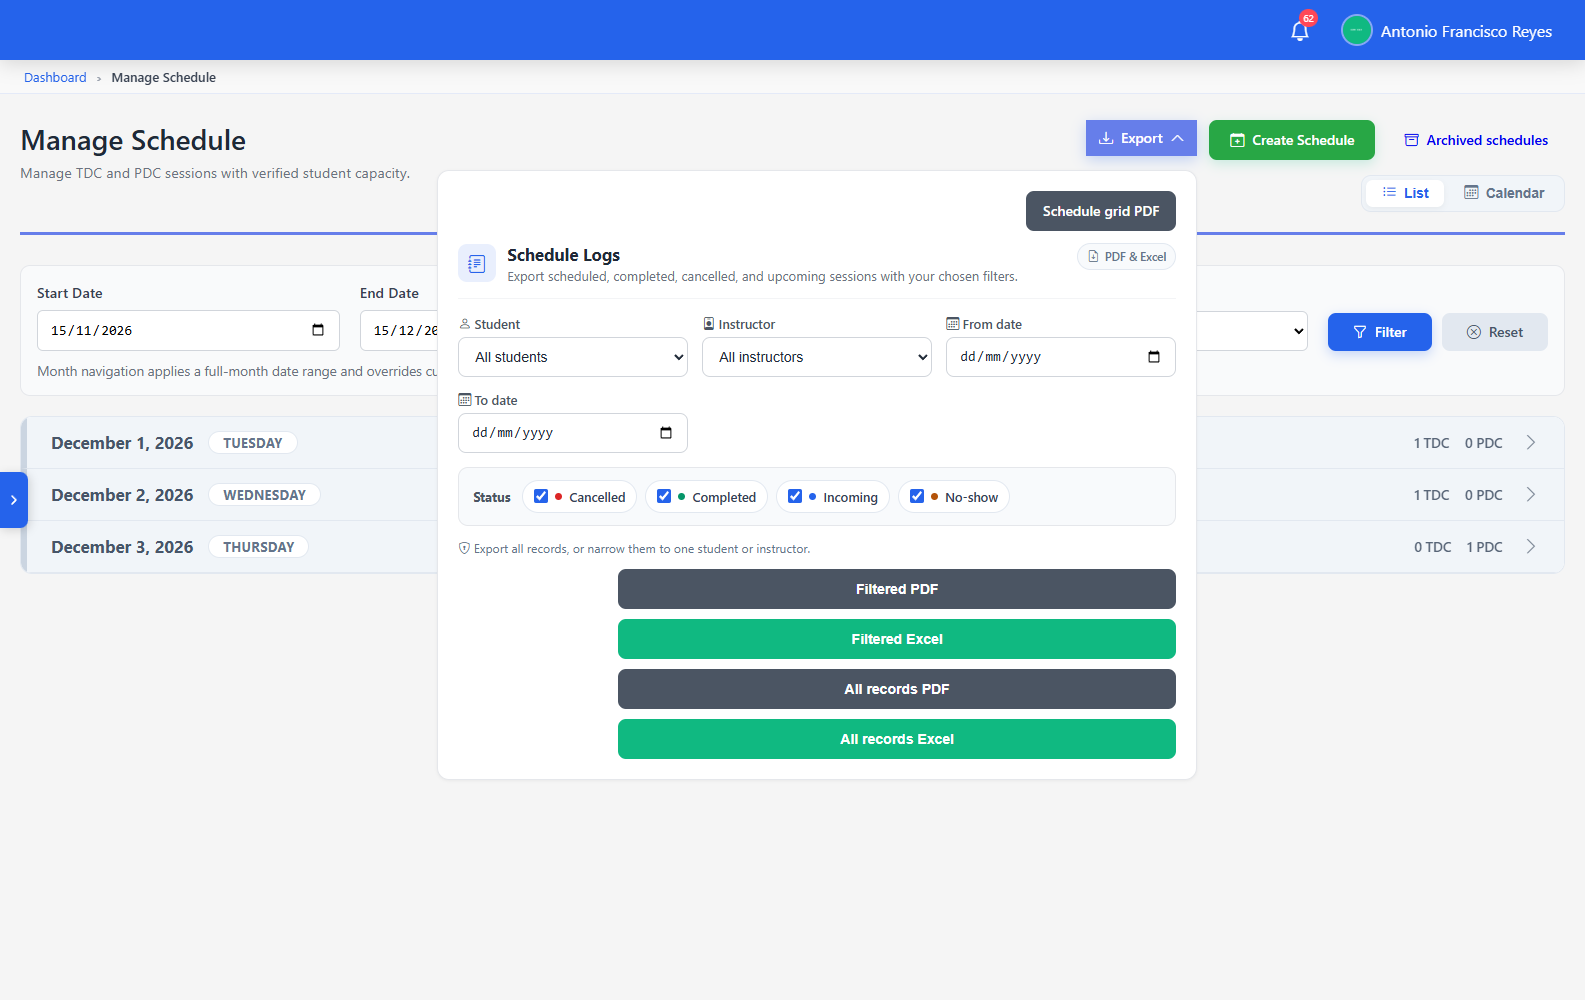 62
Antonio Francisco Reyes
Dashboard › Manage Schedule
Manage Schedule
Manage TDC and PDC sessions with verified student capacity.
Export
Create Schedule
Archived schedules
List
Calendar
Schedule grid PDF
Schedule Logs
Export scheduled, completed, cancelled, and upcoming sessions with your chosen filters.
PDF & Excel
Start Date
15/11/2026
End Date
15/12/20
Filter
Reset
Month navigation applies a full-month date range and overrides cu
Student
All students
Instructor
All instructors
From date
dd/mm/yyyy
To date
dd/mm/yyyy
Status
Cancelled
Completed
Incoming
No-show
Export all records, or narrow them to one student or instructor.
Filtered PDF
Filtered Excel
All records PDF
All records Excel
December 1, 2026 TUESDAY
1 TDC 0 PDC
December 2, 2026 WEDNESDAY
1 TDC 0 PDC
December 3, 2026 THURSDAY
0 TDC 1 PDC